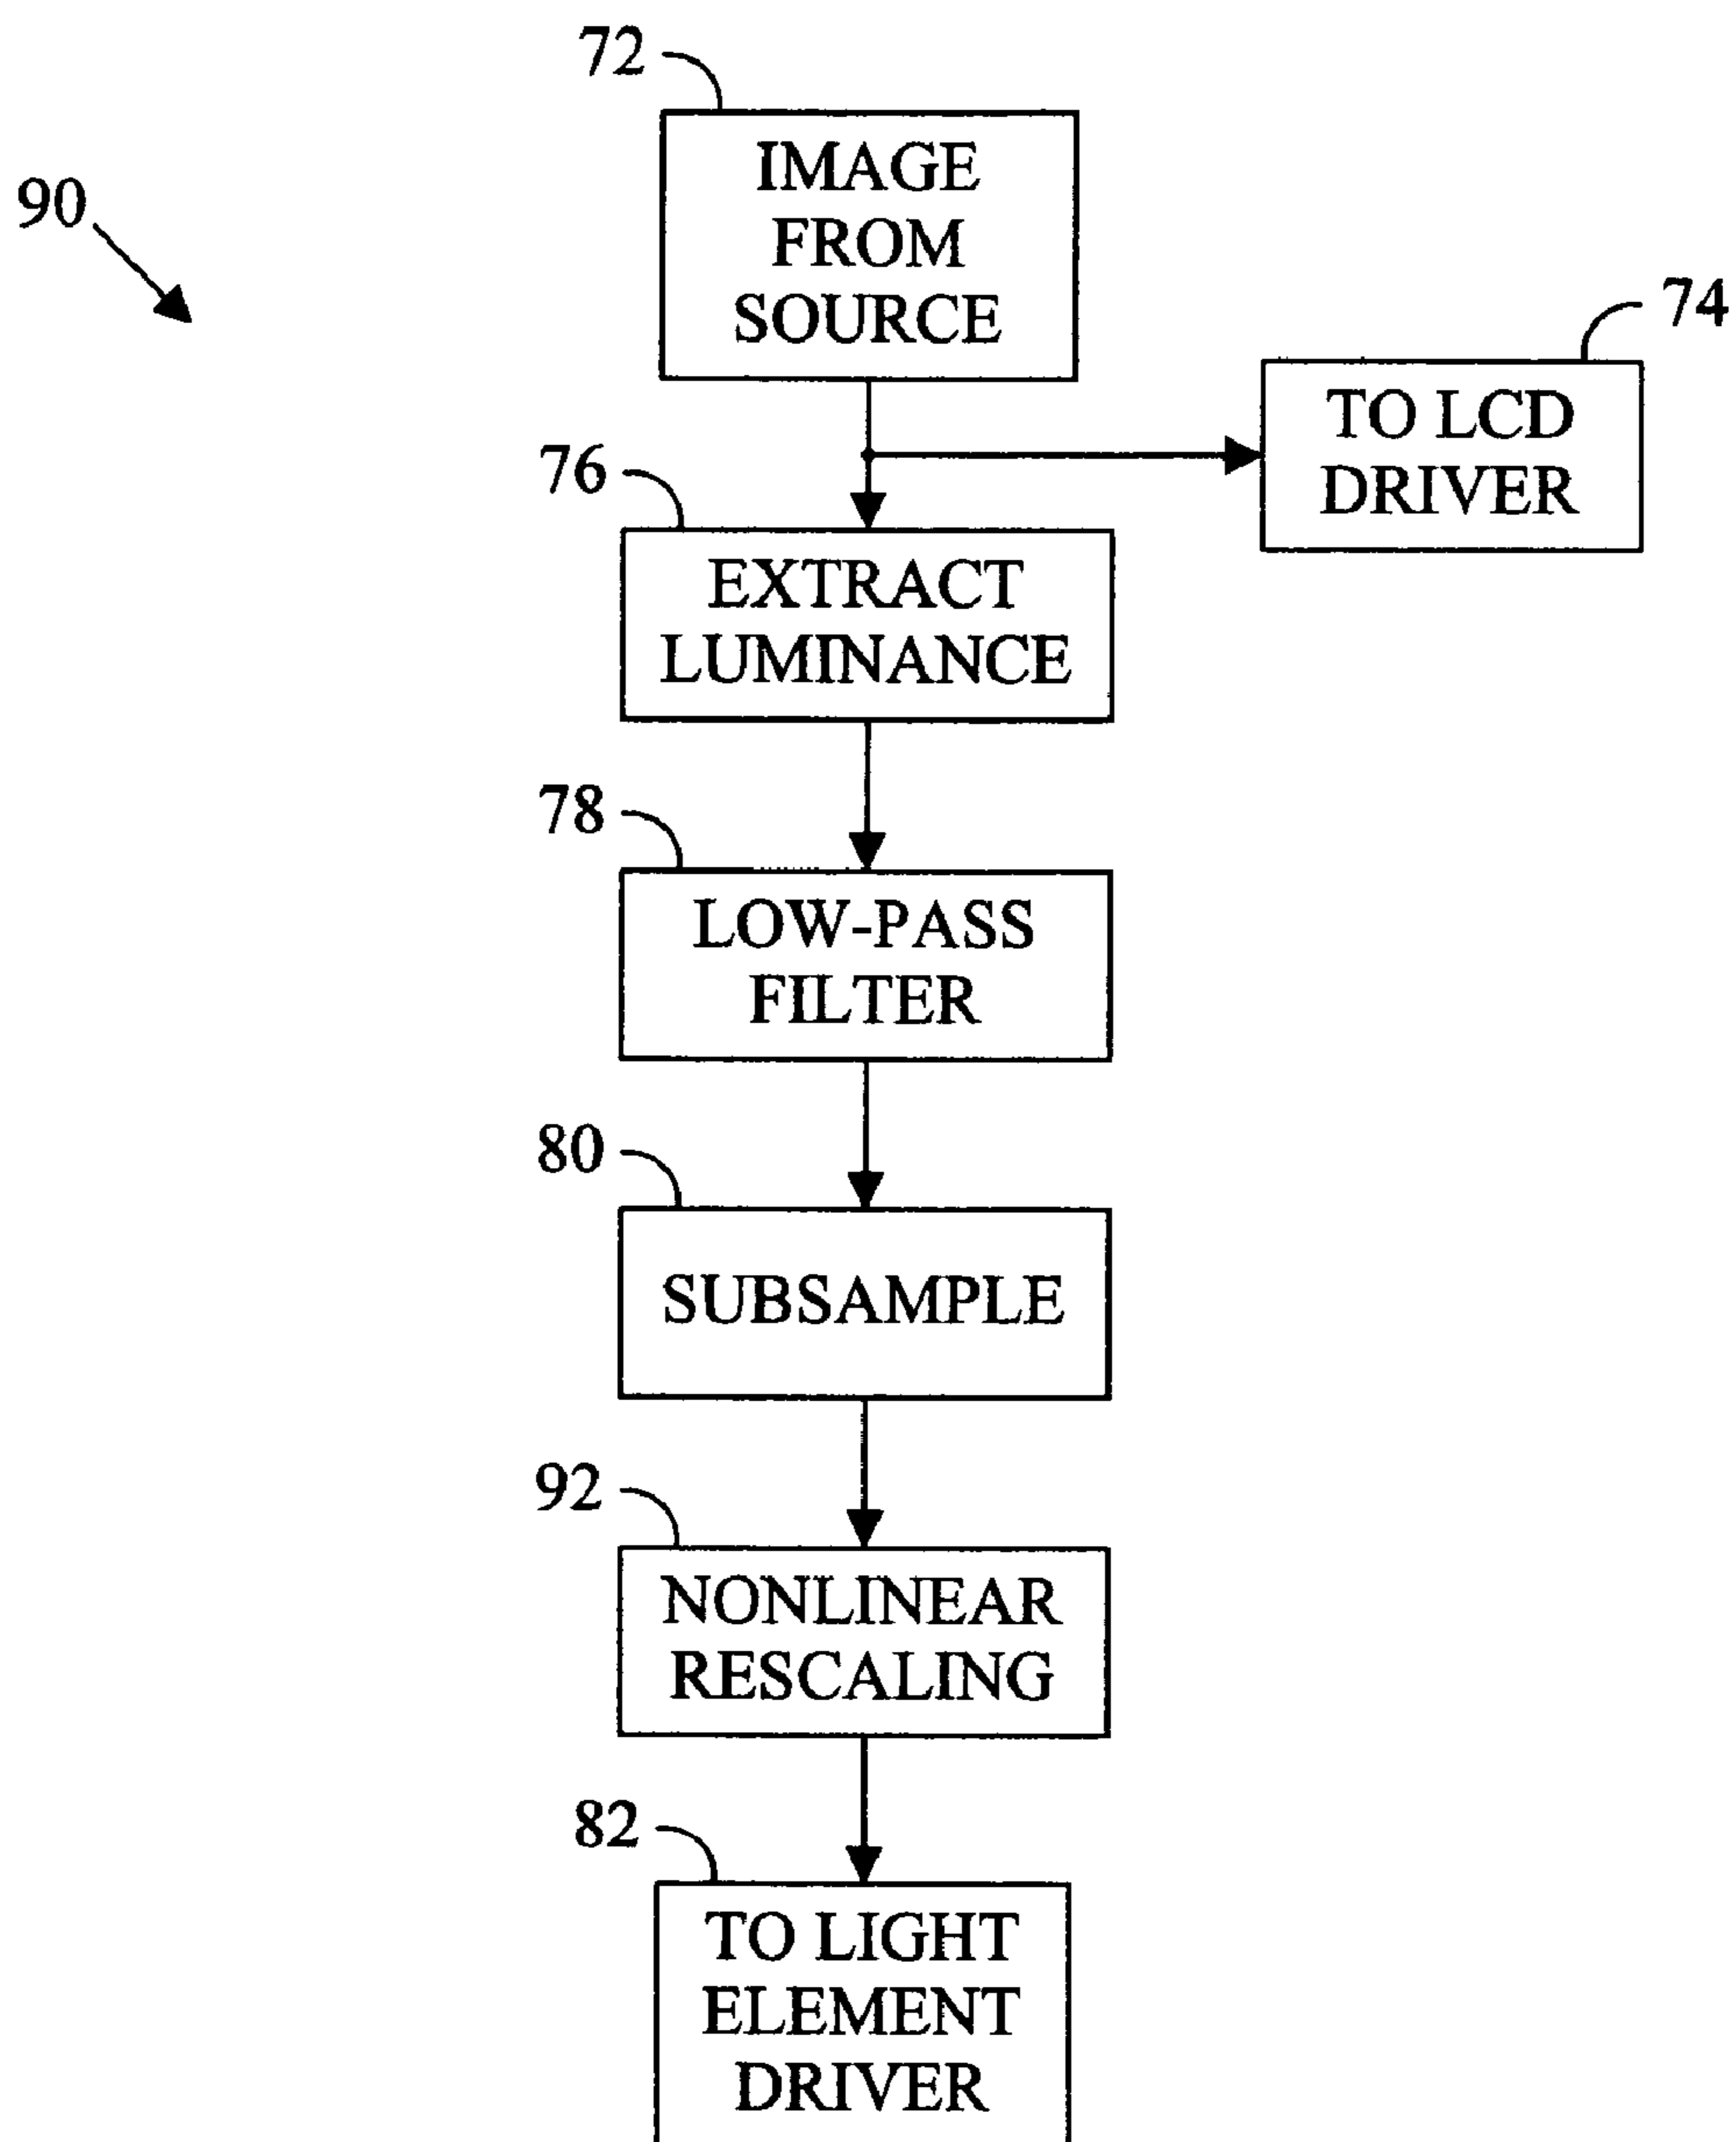 72
IMAGE
FROM
SOURCE
90
74
TO LCD
DRIVER
76
EXTRACT
LUMINANCE
78
LOW-PASS
FILTER
80
SUBSAMPLE
92
NONLINEAR
RESCALING
82
TO LIGHT
ELEMENT
DRIVER